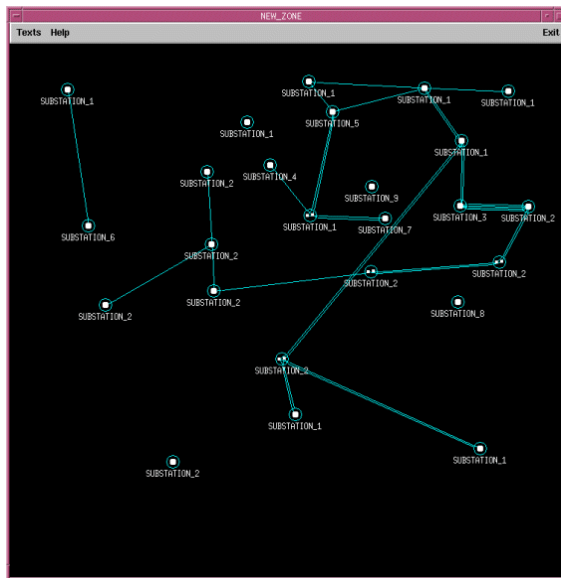 NEW_ZONE
Texts Help Exit
SUBSTATION_1
SUBSTATION_1
SUBSTATION_1
SUBSTATION_1
SUBSTATION_5
SUBSTATION_1
SUBSTATION_1
SUBSTATION_4
SUBSTATION_2
SUBSTATION_9
SUBSTATION_3
SUBSTATION_2
SUBSTATION_1
SUBSTATION_7
SUBSTATION_6
SUBSTATION_2
SUBSTATION_2
SUBSTATION_2
SUBSTATION_2
SUBSTATION_2
SUBSTATION_8
SUBSTATION_2
SUBSTATION_1
SUBSTATION_1
SUBSTATION_2